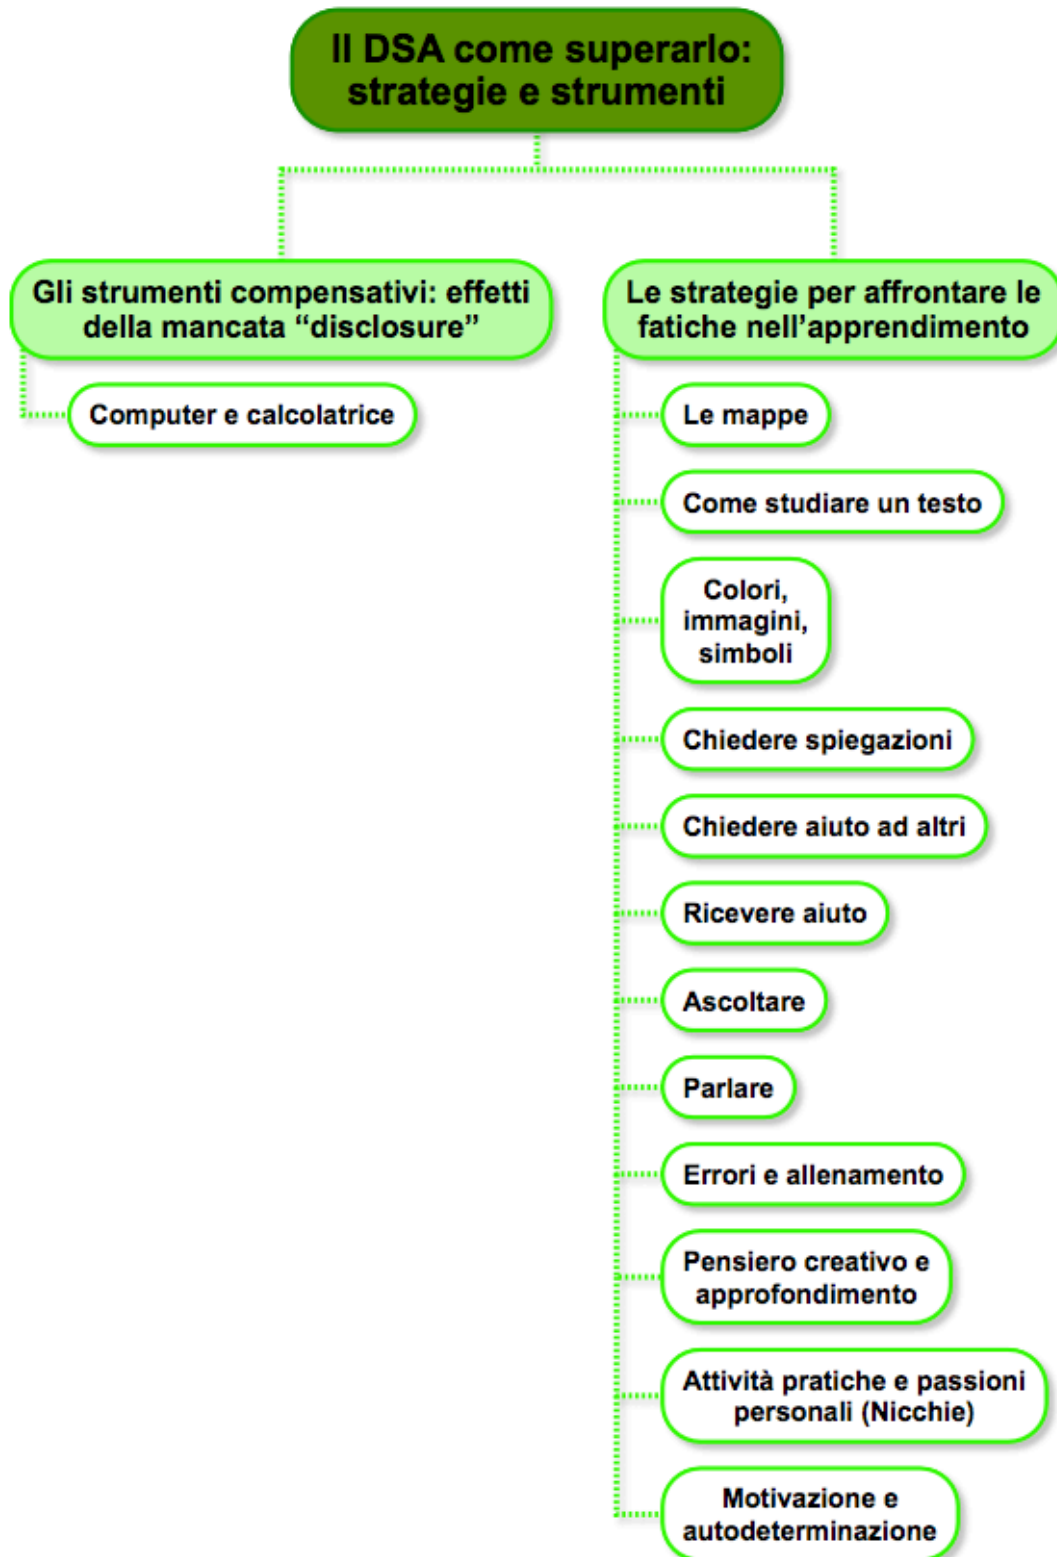 Il DSA come superarlo:
strategie e strumenti
Gli strumenti compensativi: effetti
della mancata “disclosure”
Computer e calcolatrice
Le strategie per affrontare le
fatiche nell’apprendimento
Le mappe
Come studiare un testo
Colori,
immagini,
simboli
Chiedere spiegazioni
Chiedere aiuto ad altri
Ricevere aiuto
Ascoltare
Parlare
Errori e allenamento
Pensiero creativo e
approfondimento
Attività pratiche e passioni
personali (Nicchie)
Motivazione e
autodeterminazione